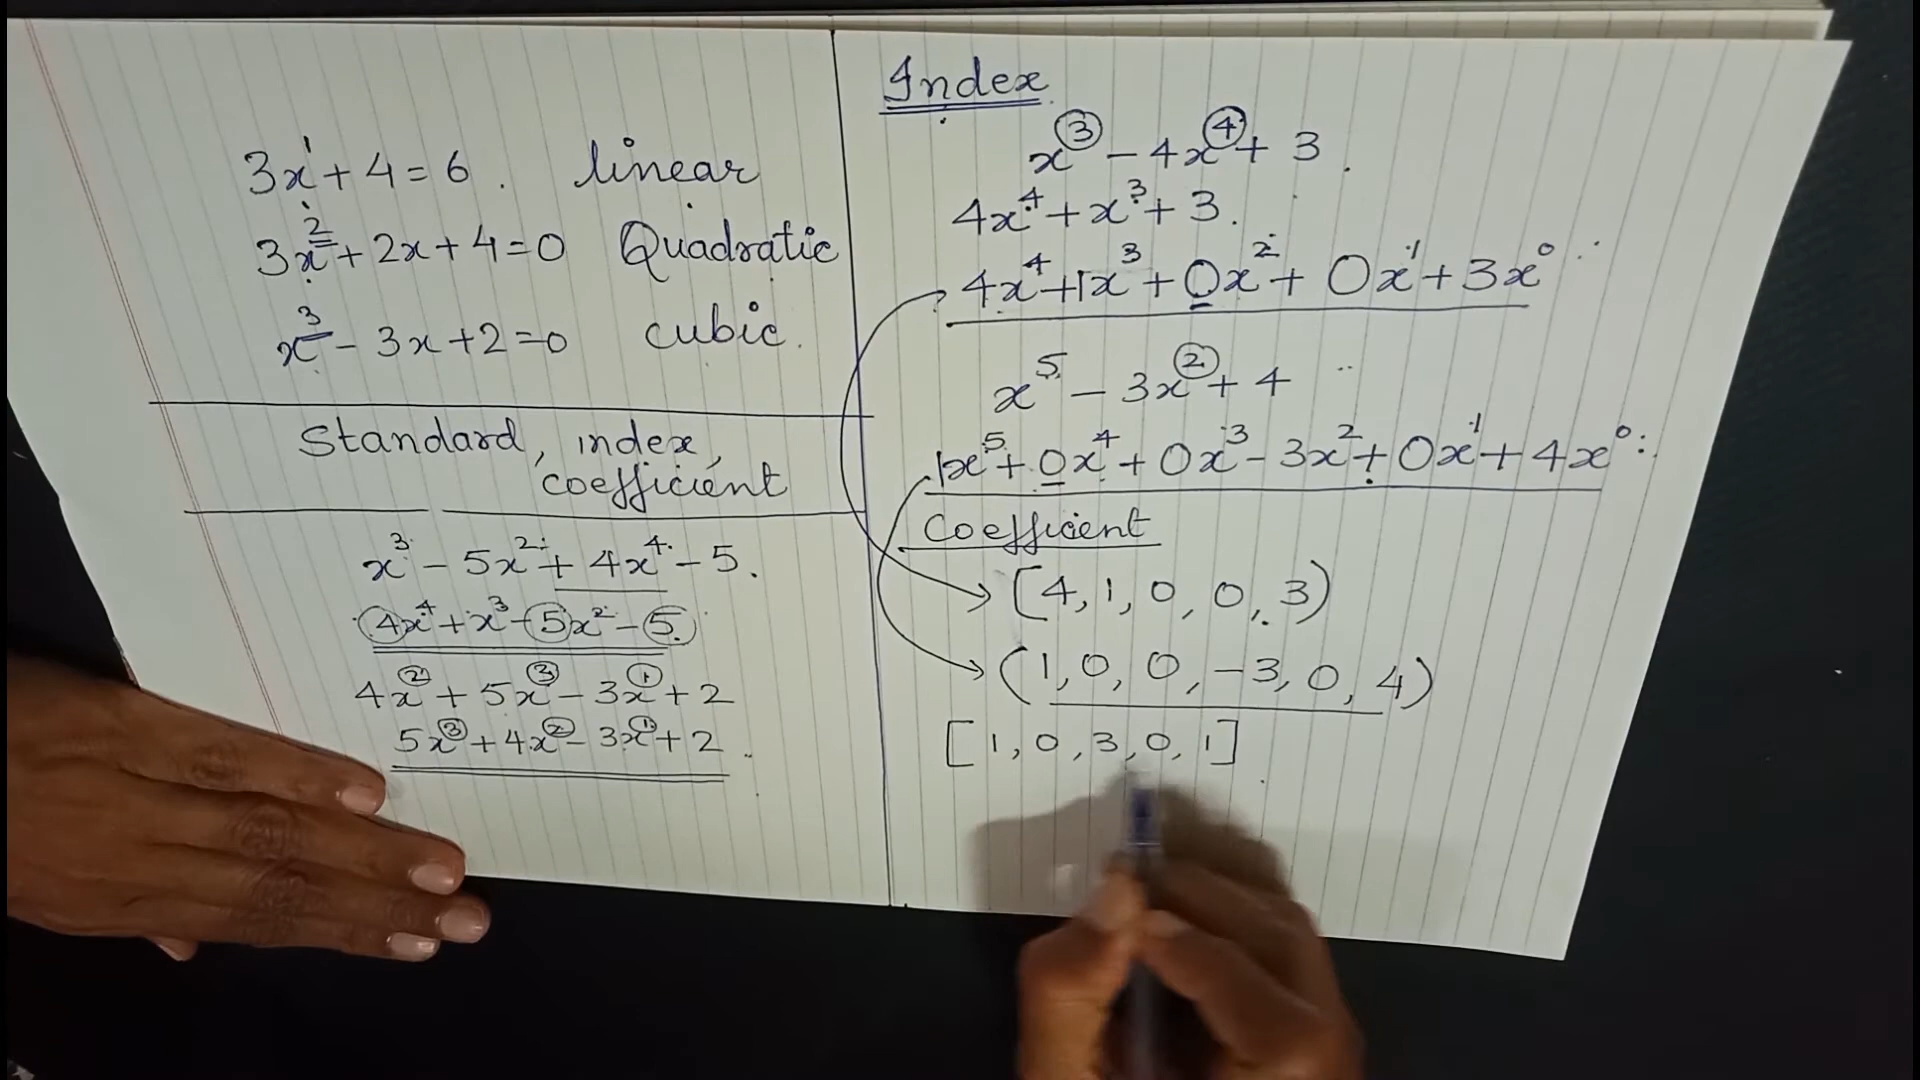 3x¹ + 4 = 6. linear
3x² + 2x + 4 = 0 Quadratic
x³ - 3x + 2 = 0 cubic.
Standard, index,
coefficient
x³ - 5x² + 4x⁴ - 5.
4x⁴ + x³ - 5x² - 5.
4x² + 5x³ - 3x¹ + 2
5x³ + 4x² - 3x¹ + 2
Index
x³ - 4x⁴ + 3.
4x⁴ + x³ + 3.
4x⁴ + 1x³ + 0x² + 0x¹ + 3x⁰
x⁵ - 3x² + 4
1x⁵ + 0x⁴ + 0x³ - 3x² + 0x¹ + 4x⁰
Coefficient
[4, 1, 0, 0, 3)
(1, 0, 0, -3, 0, 4)
[1, 0, 3, 0, 1]